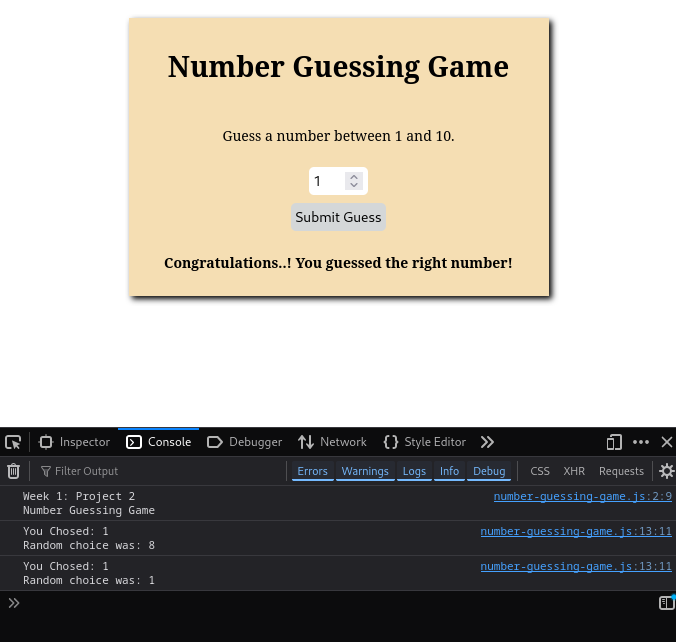 Number Guessing Game
Guess a number between 1 and 10.
1
Submit Guess
Congratulations..! You guessed the right number!
Inspector Console Debugger Network Style Editor
Filter Output Errors Warnings Logs Info Debug CSS XHR Requests
Week 1: Project 2 number-guessing-game.js:2:9
Number Guessing Game
You Chosed: 1 number-guessing-game.js:13:11
Random choice was: 8
You Chosed: 1 number-guessing-game.js:13:11
Random choice was: 1